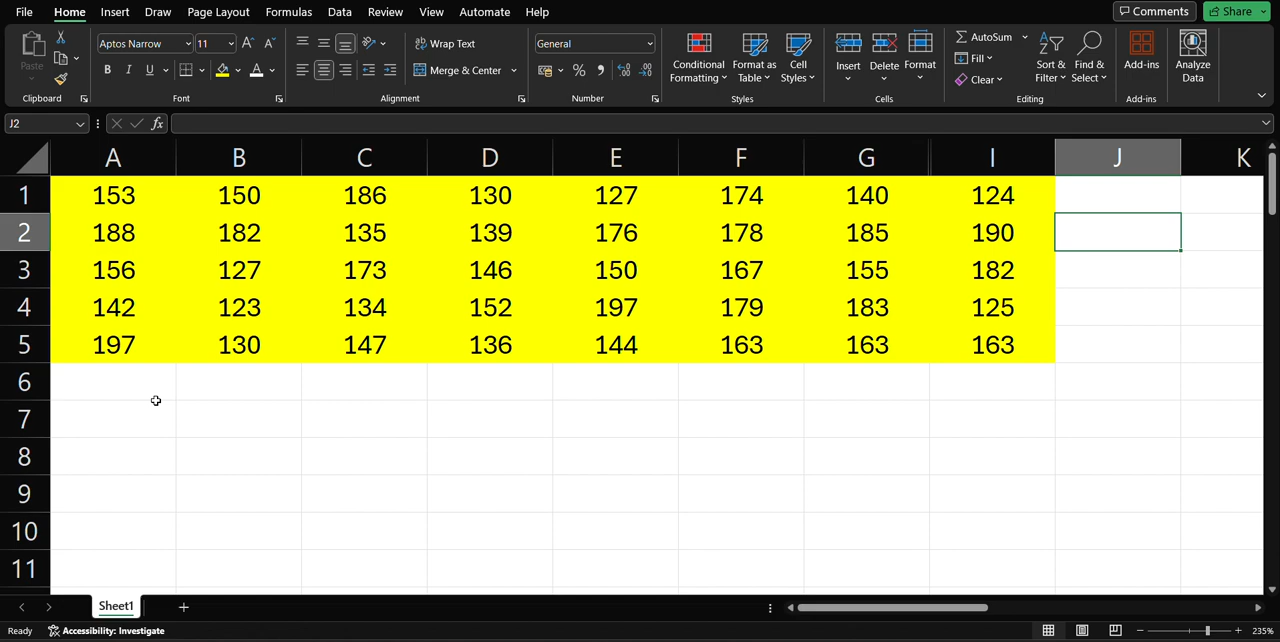 File Home Insert Draw Page Layout Formulas Data Review View Automate Help Comments Share
Paste
Clipboard
Aptos Narrow 11 A A
B I U A
Font
ab Wrap Text
Merge & Center
Alignment
General
% 9
Number
Conditional Formatting
Format as Table
Cell Styles
Styles
Insert Delete Format
Cells
AutoSum
Fill
Clear
Sort & Filter
Find & Select
Editing
Add-ins
Add-ins
Analyze Data
J2 fx
A B C D E F G I J K
1 153 150 186 130 127 174 140 124
2 188 182 135 139 176 178 185 190
3 156 127 173 146 150 167 155 182
4 142 123 134 152 197 179 183 125
5 197 130 147 136 144 163 163 163
6
7
8
9
10
11
Sheet1
Ready Accessibility: Investigate 235%